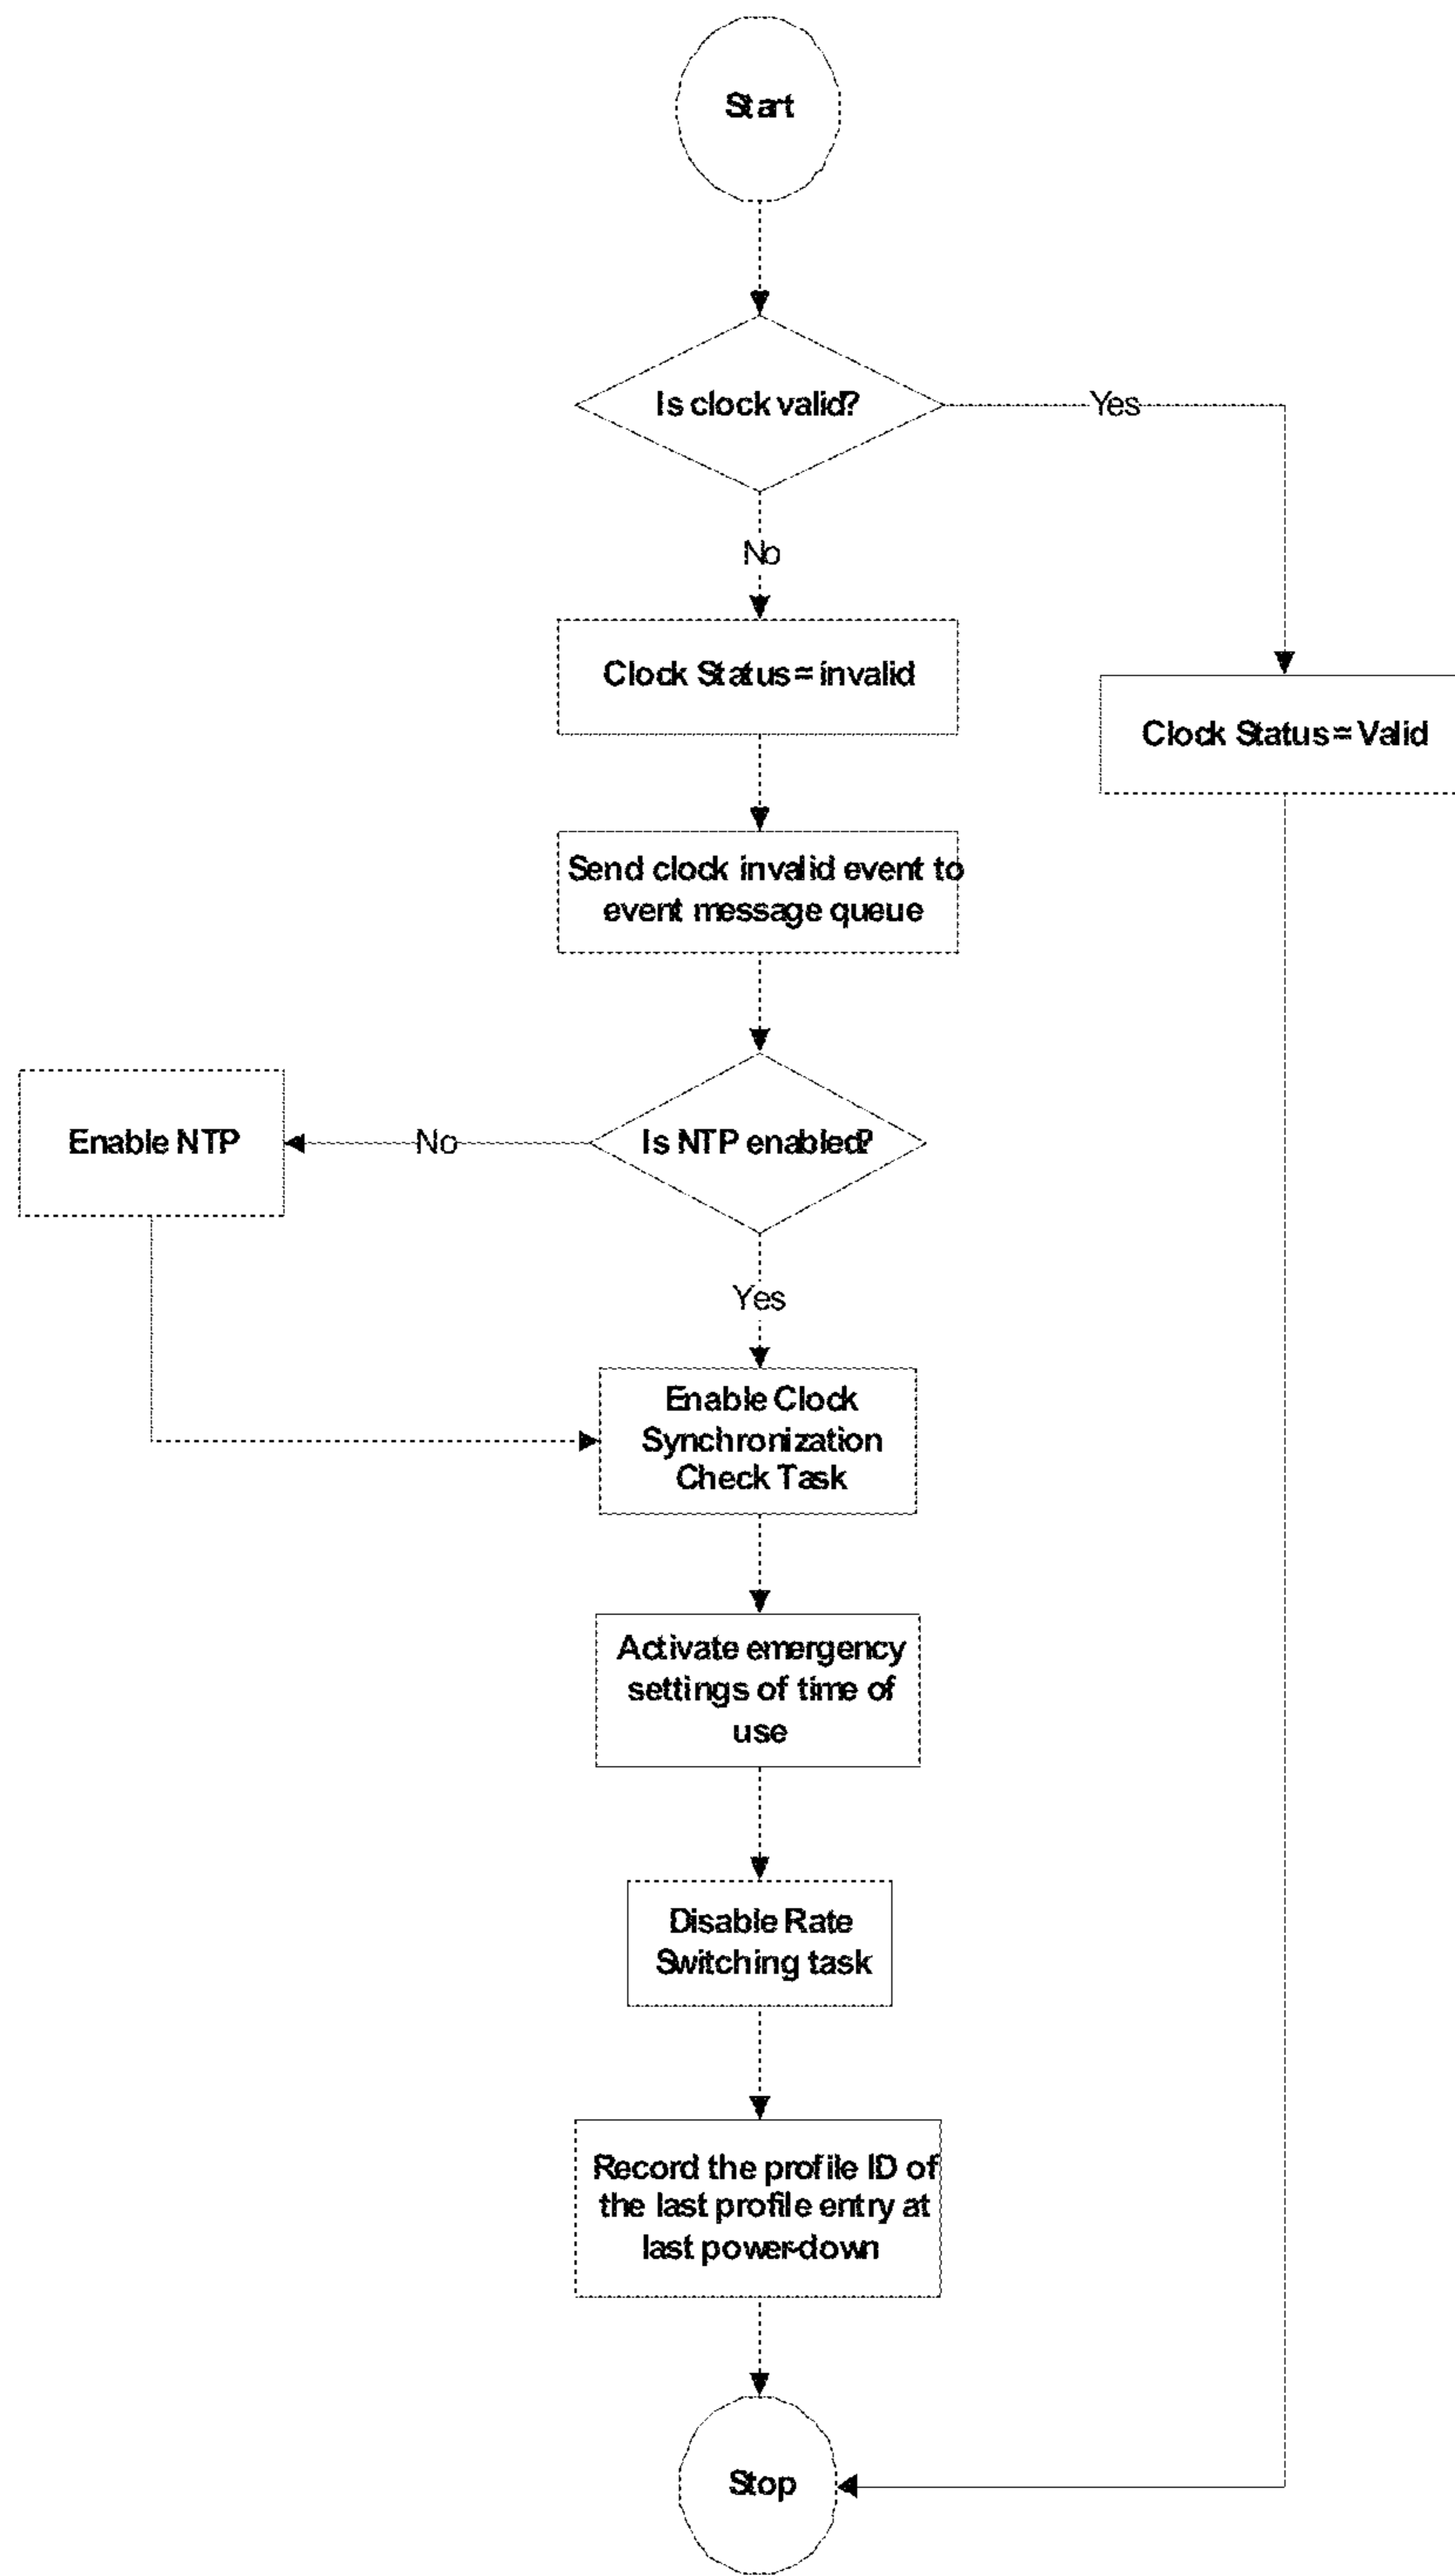 Start
Is clock valid?
Yes
No
Clock Status = invalid
Clock Status = Valid
Send clock invalid event to
event message queue
Enable NTP
No
Is NTP enabled?
Yes
Enable Clock
Synchronization
Check Task
Activate emergency
settings of time of
use
Disable Rate
Switching task
Record the profile ID of
the last profile entry at
last power-down
Stop